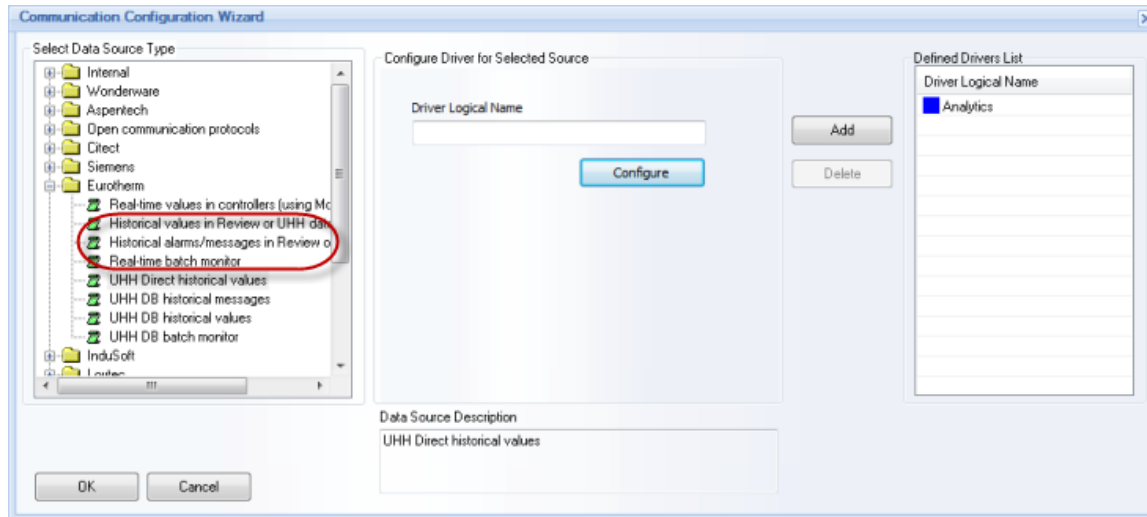 Communication Configuration Wizard
Select Data Source Type
Internal
Wonderware
Aspentech
Open communication protocols
Citect
Siemens
Eurotherm
Real-time values in controllers (using Mo
Historical values in Review or UHH data
Historical alarms/messages in Review o
Real-time batch monitor
UHH Direct historical values
UHH DB historical messages
UHH DB historical values
UHH DB batch monitor
InduSoft
Configure Driver for Selected Source
Driver Logical Name
Configure
Add
Delete
Defined Drivers List
Driver Logical Name
Analytics
Data Source Description
UHH Direct historical values
OK
Cancel